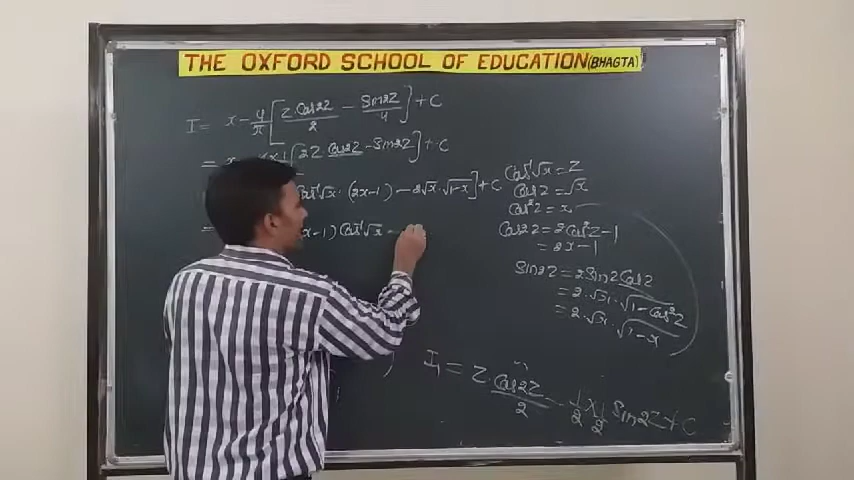 THE OXFORD SCHOOL OF EDUCATION (BHAGTA)
I = x - 4/π [ Z.Cos2Z/2 - Sin2Z/4 ] + C
[ 2Z Cos2Z - Sin2Z ] + C
Cos⁻¹√x . (2x-1) - 2√x . √1-x ] + C
x-1) Cos⁻¹√x -
Cos⁻¹√x = Z
CosZ = √x
Cos²Z = x
Cos2Z = 2Cos²Z - 1
= 2x - 1
Sin2Z = 2SinZ CosZ
= 2.√x . √1-Cos²Z
= 2.√x . √1-x
I₁ = Z Cos2Z/2 - 1/2 x 1/2 Sin2Z + C